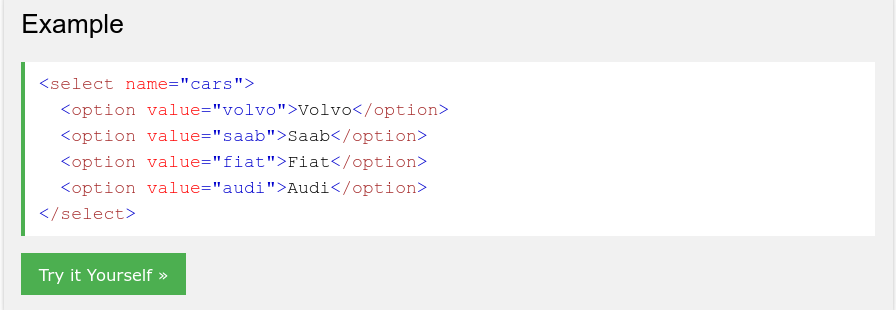 Example
<select name="cars">
  <option value="volvo">Volvo</option>
  <option value="saab">Saab</option>
  <option value="fiat">Fiat</option>
  <option value="audi">Audi</option>
</select>
Try it Yourself »